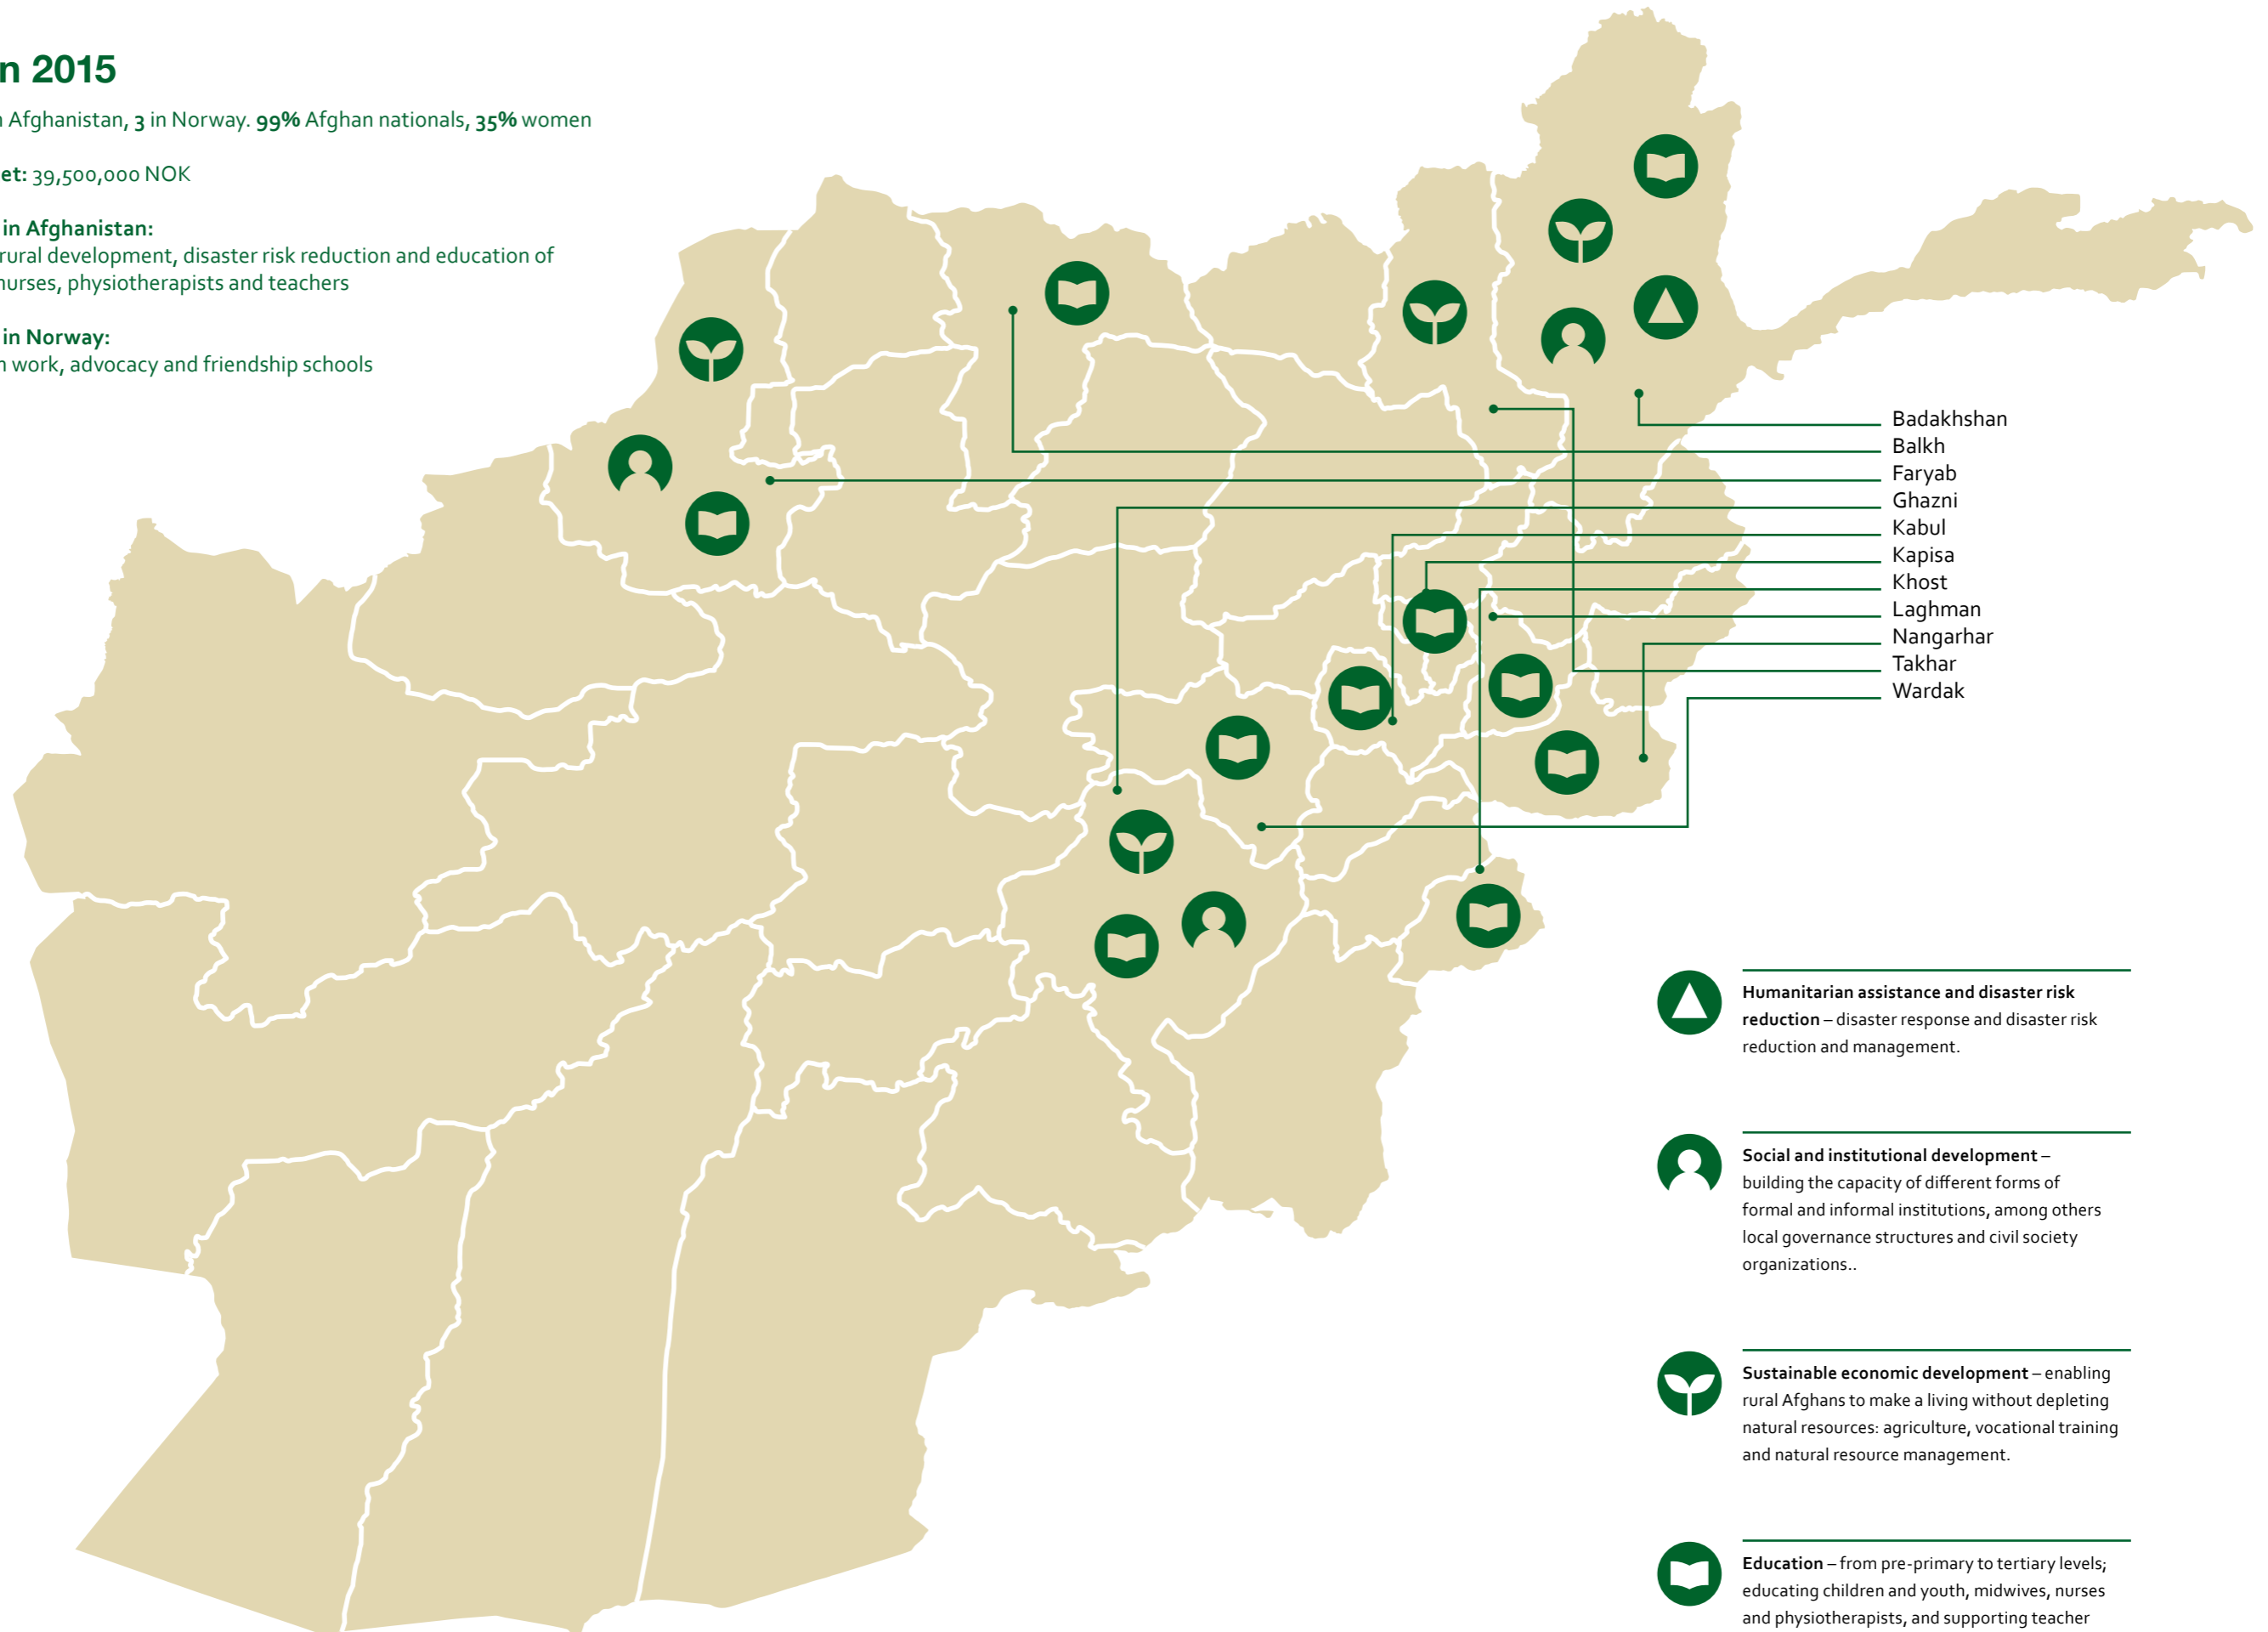 n 2015
n Afghanistan, 3 in Norway. 99% Afghan nationals, 35% women
et: 39,500,000 NOK
in Afghanistan:
rural development, disaster risk reduction and education of
nurses, physiotherapists and teachers
in Norway:
n work, advocacy and friendship schools
Badakhshan
Balkh
Faryab
Ghazni
Kabul
Kapisa
Khost
Laghman
Nangarhar
Takhar
Wardak
Humanitarian assistance and disaster risk
reduction – disaster response and disaster risk
reduction and management.
Social and institutional development –
building the capacity of different forms of
formal and informal institutions, among others
local governance structures and civil society
organizations..
Sustainable economic development – enabling
rural Afghans to make a living without depleting
natural resources: agriculture, vocational training
and natural resource management.
Education – from pre-primary to tertiary levels;
educating children and youth, midwives, nurses
and physiotherapists, and supporting teacher